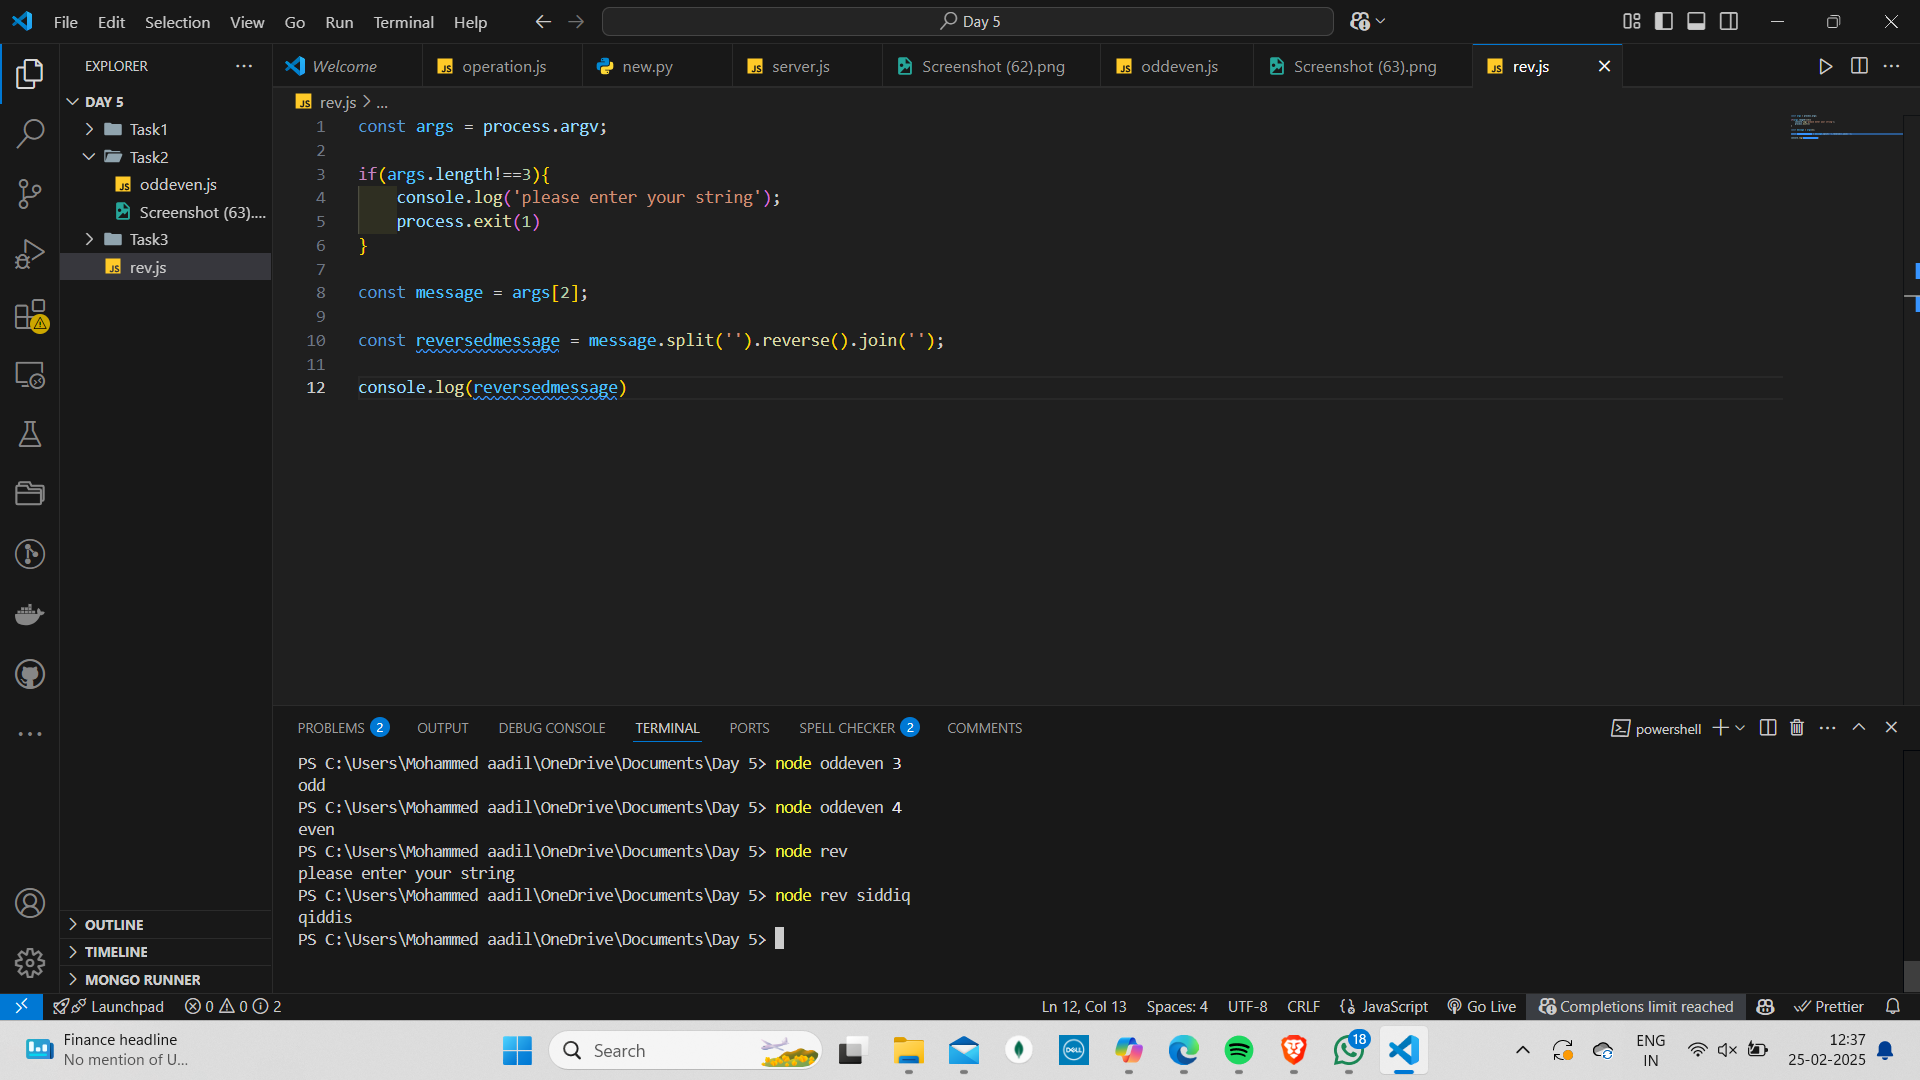 File Edit Selection View Go Run Terminal Help
Day 5
EXPLORER
Welcome
operation.js
new.py
server.js
Screenshot (62).png
oddeven.js
Screenshot (63).png
rev.js
DAY 5
Task1
Task2
oddeven.js
Screenshot (63)....
Task3
rev.js
rev.js > ...
1 const args = process.argv;
2
3 if(args.length!==3){
4 console.log('please enter your string');
5 process.exit(1)
6 }
7
8 const message = args[2];
9
10 const reversedmessage = message.split('').reverse().join('');
11
12 console.log(reversedmessage)
OUTLINE
TIMELINE
MONGO RUNNER
PROBLEMS 2 OUTPUT DEBUG CONSOLE TERMINAL PORTS SPELL CHECKER 2 COMMENTS
powershell
PS C:\Users\Mohammed aadil\OneDrive\Documents\Day 5> node oddeven 3
odd
PS C:\Users\Mohammed aadil\OneDrive\Documents\Day 5> node oddeven 4
even
PS C:\Users\Mohammed aadil\OneDrive\Documents\Day 5> node rev
please enter your string
PS C:\Users\Mohammed aadil\OneDrive\Documents\Day 5> node rev siddiq
qiddis
PS C:\Users\Mohammed aadil\OneDrive\Documents\Day 5>
Launchpad 0 0 2
Ln 12, Col 13 Spaces: 4 UTF-8 CRLF {} JavaScript Go Live Completions limit reached Prettier
Finance headline
No mention of U...
Search
DELL
18
ENG
IN
12:37
25-02-2025